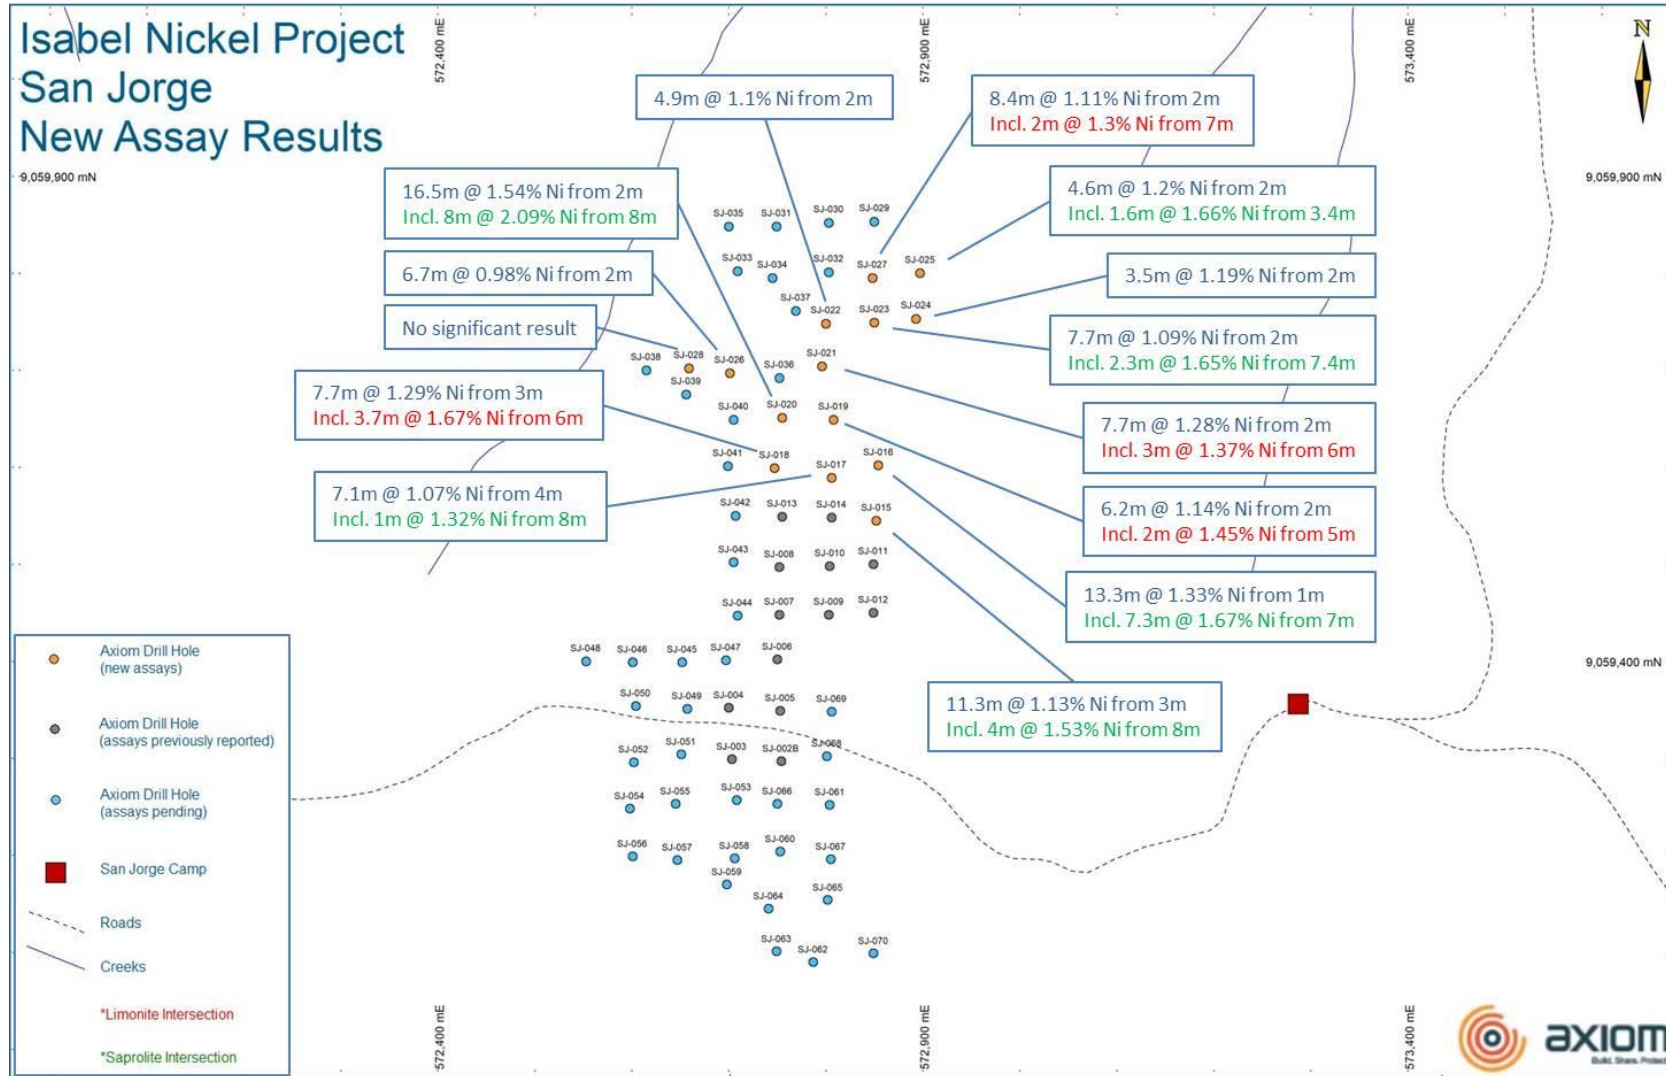 Isabel Nickel Project
San Jorge
New Assay Results
572,400 mE
572,900 mE
573,400 mE
N
9,059,900 mN
9,059,900 mN
4.9m @ 1.1% Ni from 2m
8.4m @ 1.11% Ni from 2m
Incl. 2m @ 1.3% Ni from 7m
16.5m @ 1.54% Ni from 2m
Incl. 8m @ 2.09% Ni from 8m
4.6m @ 1.2% Ni from 2m
Incl. 1.6m @ 1.66% Ni from 3.4m
6.7m @ 0.98% Ni from 2m
3.5m @ 1.19% Ni from 2m
No significant result
7.7m @ 1.09% Ni from 2m
Incl. 2.3m @ 1.65% Ni from 7.4m
7.7m @ 1.29% Ni from 3m
Incl. 3.7m @ 1.67% Ni from 6m
7.7m @ 1.28% Ni from 2m
Incl. 3m @ 1.37% Ni from 6m
7.1m @ 1.07% Ni from 4m
Incl. 1m @ 1.32% Ni from 8m
6.2m @ 1.14% Ni from 2m
Incl. 2m @ 1.45% Ni from 5m
13.3m @ 1.33% Ni from 1m
Incl. 7.3m @ 1.67% Ni from 7m
11.3m @ 1.13% Ni from 3m
Incl. 4m @ 1.53% Ni from 8m
SJ-035 SJ-031 SJ-030 SJ-029
SJ-033 SJ-034 SJ-032 SJ-027 SJ-025
SJ-037 SJ-022 SJ-023 SJ-024
SJ-038 SJ-028 SJ-026 SJ-036 SJ-021
SJ-039
SJ-040 SJ-020 SJ-019
SJ-041 SJ-018 SJ-017 SJ-016
SJ-042 SJ-013 SJ-014 SJ-015
SJ-043 SJ-008 SJ-010 SJ-011
SJ-044 SJ-007 SJ-009 SJ-012
SJ-048 SJ-046 SJ-045 SJ-047 SJ-006
SJ-050 SJ-049 SJ-004 SJ-005 SJ-069
SJ-052 SJ-051 SJ-003 SJ-002B SJ-068
SJ-054 SJ-055 SJ-053 SJ-066 SJ-061
SJ-056 SJ-057 SJ-058 SJ-060 SJ-067
SJ-059
SJ-064 SJ-065
SJ-063 SJ-062 SJ-070
9,059,400 mN
Axiom Drill Hole
(new assays)
Axiom Drill Hole
(assays previously reported)
Axiom Drill Hole
(assays pending)
San Jorge Camp
Roads
Creeks
*Limonite Intersection
*Saprolite Intersection
572,400 mE
572,900 mE
573,400 mE
axiom
Build. Share. Protect